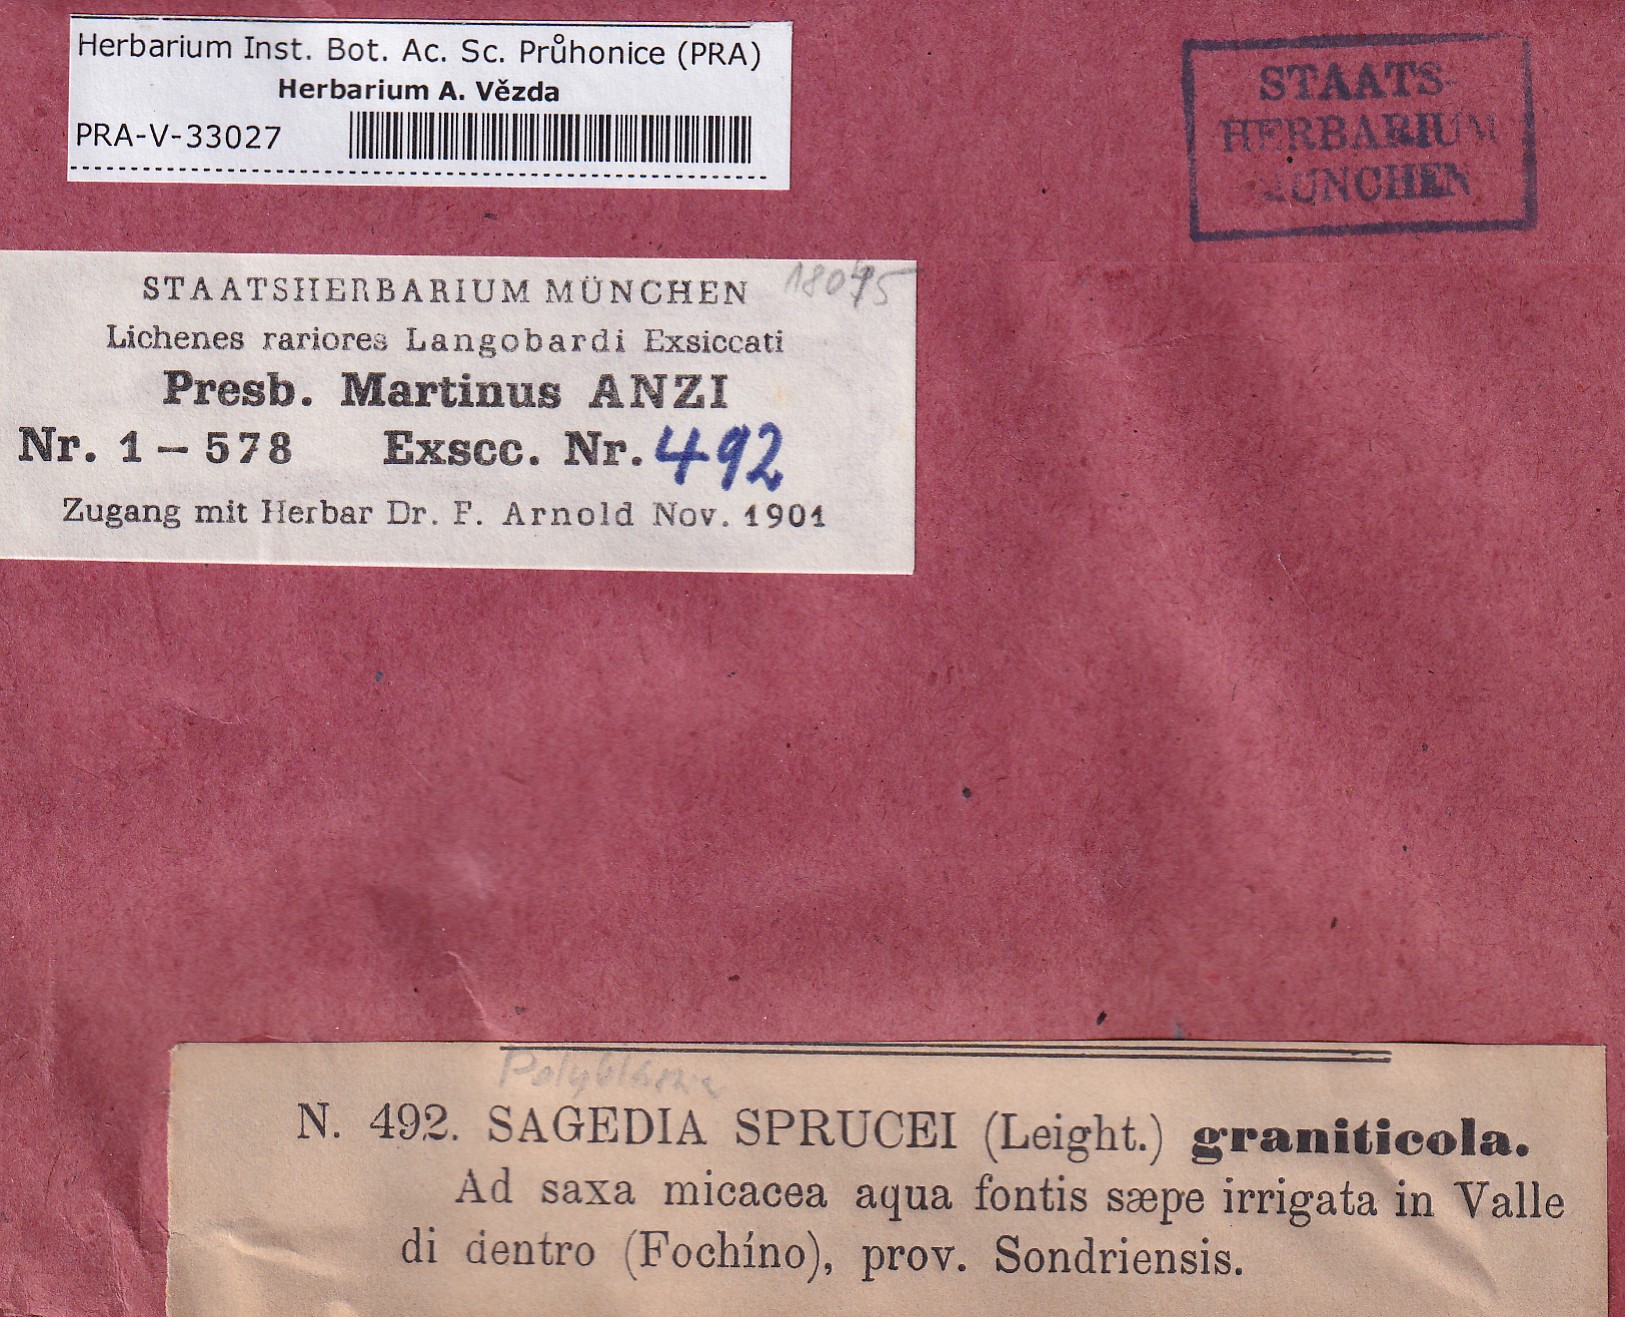 Herbarium Inst. Bot. Ac. Sc. Průhonice (PRA)
Herbarium A. Vězda
PRA-V-33027
STAATS-
HERBARIUM
MÜNCHEN
STAATSHERBARIUM MÜNCHEN
Lichenes rariores Langobardi Exsiccati
Presb. Martinus ANZI
Nr. 1 – 578 Exscc. Nr. 492
Zugang mit Herbar Dr. F. Arnold Nov. 1901
N. 492. SAGEDIA SPRUCEI (Leight.) graniticola.
Ad saxa micacea aqua fontis sæpe irrigata in Valle
di dentro (Fochíno), prov. Sondriensis.